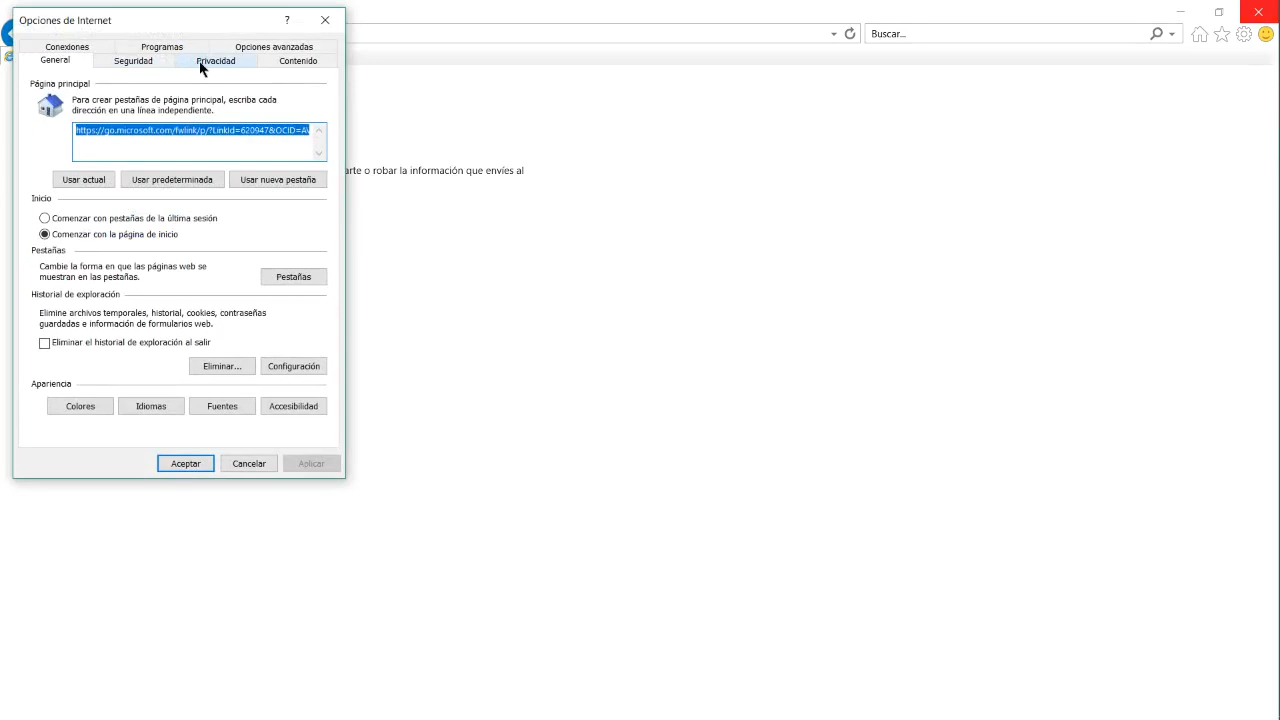 Opciones de Internet
?
Buscar...
Conexiones Programas Opciones avanzadas
General Seguridad Privacidad Contenido
Página principal
Para crear pestañas de página principal, escriba cada
dirección en una línea independiente.
https://go.microsoft.com/fwlink/p/?LinkId=620947&OCID=AV
arte o robar la información que envíes al
Usar actual Usar predeterminada Usar nueva pestaña
Inicio
Comenzar con pestañas de la última sesión
Comenzar con la página de inicio
Pestañas
Cambie la forma en que las páginas web se
muestran en las pestañas.
Pestañas
Historial de exploración
Elimine archivos temporales, historial, cookies, contraseñas
guardadas e información de formularios web.
Eliminar el historial de exploración al salir
Eliminar... Configuración
Apariencia
Colores Idiomas Fuentes Accesibilidad
Aceptar Cancelar Aplicar